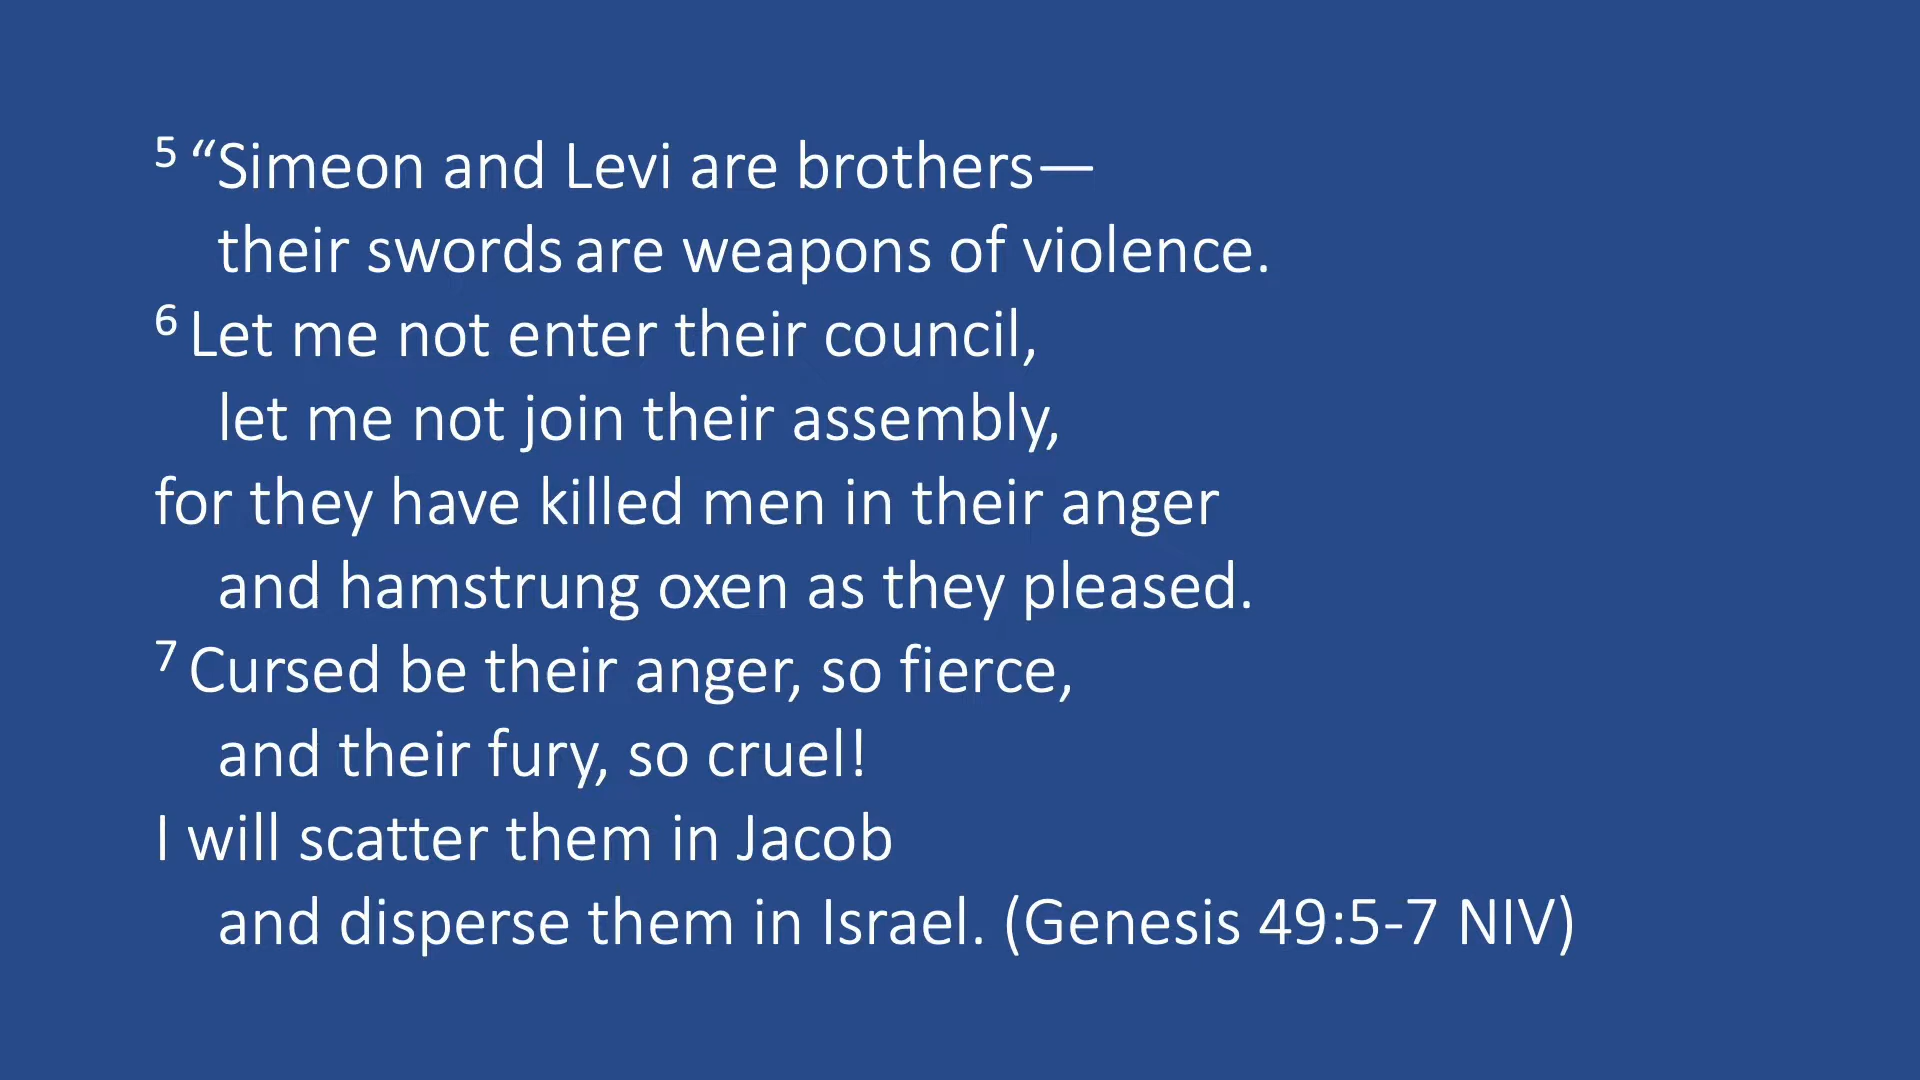 5 “Simeon and Levi are brothers—
their swords are weapons of violence.
6 Let me not enter their council,
let me not join their assembly,
for they have killed men in their anger
and hamstrung oxen as they pleased.
7 Cursed be their anger, so fierce,
and their fury, so cruel!
I will scatter them in Jacob
and disperse them in Israel. (Genesis 49:5-7 NIV)